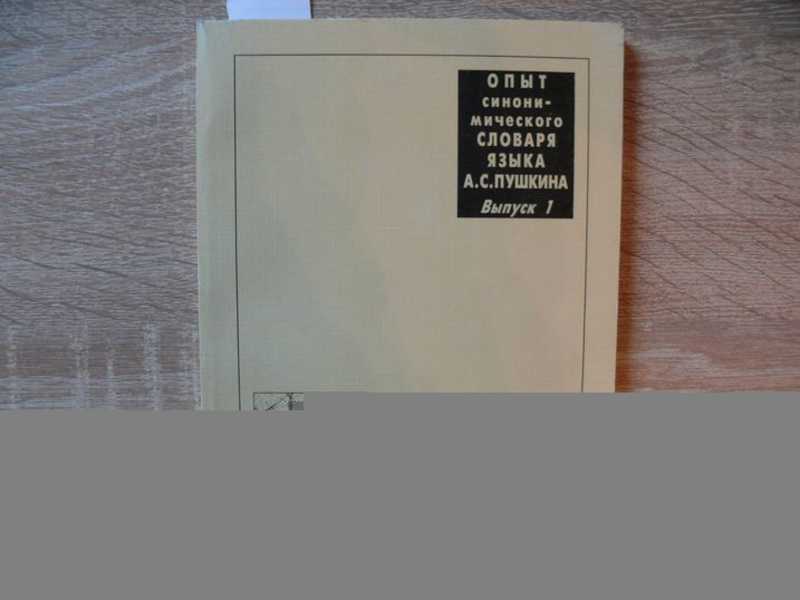 ОПЫТ
синони-
мического
СЛОВАРЯ
ЯЗЫКА
А.С.ПУШКИНА
Выпуск 1